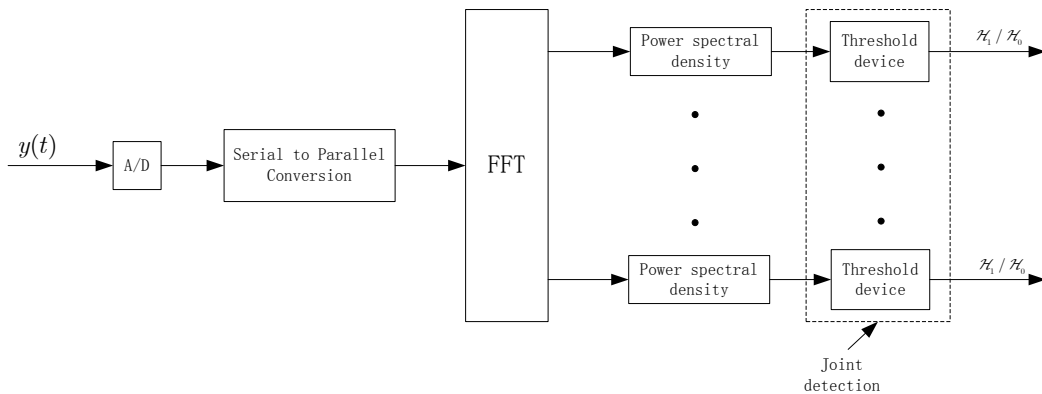 y(t)
A/D
Serial to Parallel
Conversion
FFT
Power spectral
density
Threshold
device
ℋ₁ / ℋ₀
Power spectral
density
Threshold
device
ℋ₁ / ℋ₀
Joint
detection